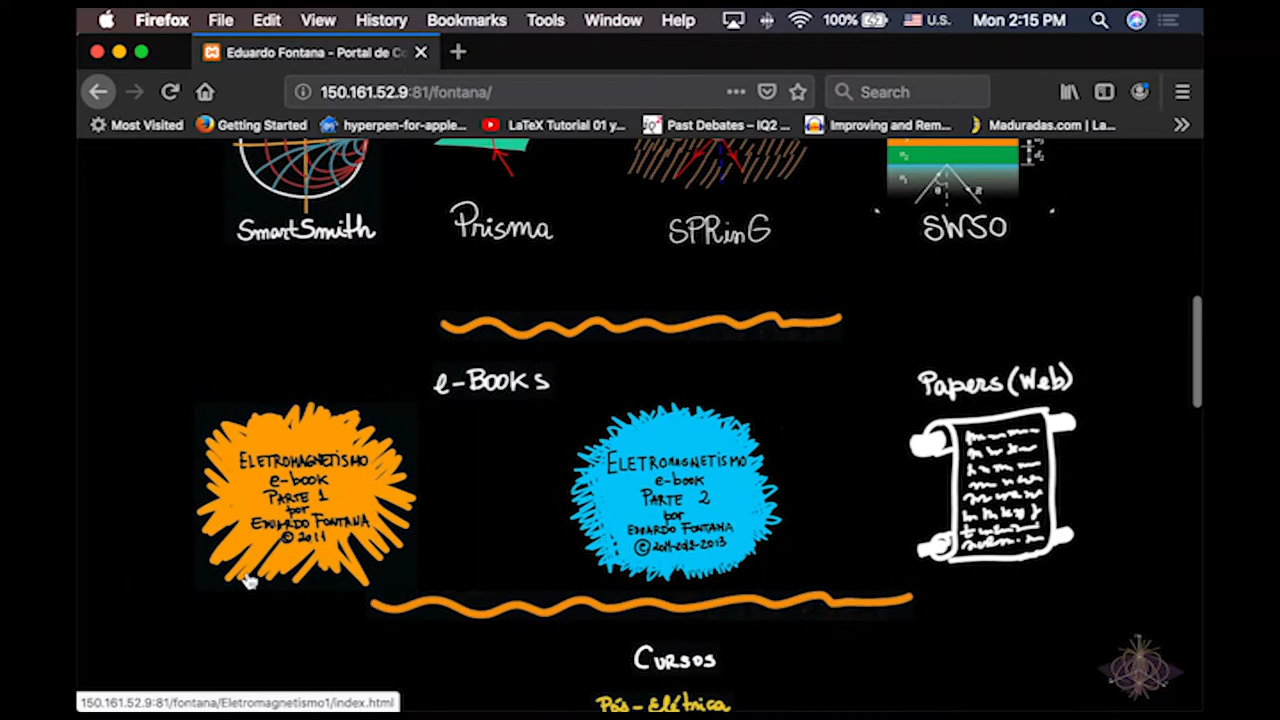 Firefox File Edit View History Bookmarks Tools Window Help 100% U.S. Mon 2:15 PM
Eduardo Fontana - Portal de Co
150.161.52.9:81/fontana/ Search
Most Visited Getting Started hyperpen-for-apple... LaTeX Tutorial 01 y... Past Debates – IQ2 ... Improving and Rem... Maduradas.com | La...
SmartSmith Prisma SPRinG SWSO
e-Books
Papers (Web)
ELETROMAGNETISMO
e-book
PARTE 1
por
EDUARDO FONTANA
© 2011
ELETROMAGNETISMO
e-book
PARTE 2
por
EDUARDO FONTANA
© 2011-ed2-2013
Cursos
Pós-Elétrica
150.161.52.9:81/fontana/Eletromagnetismo1/index.html